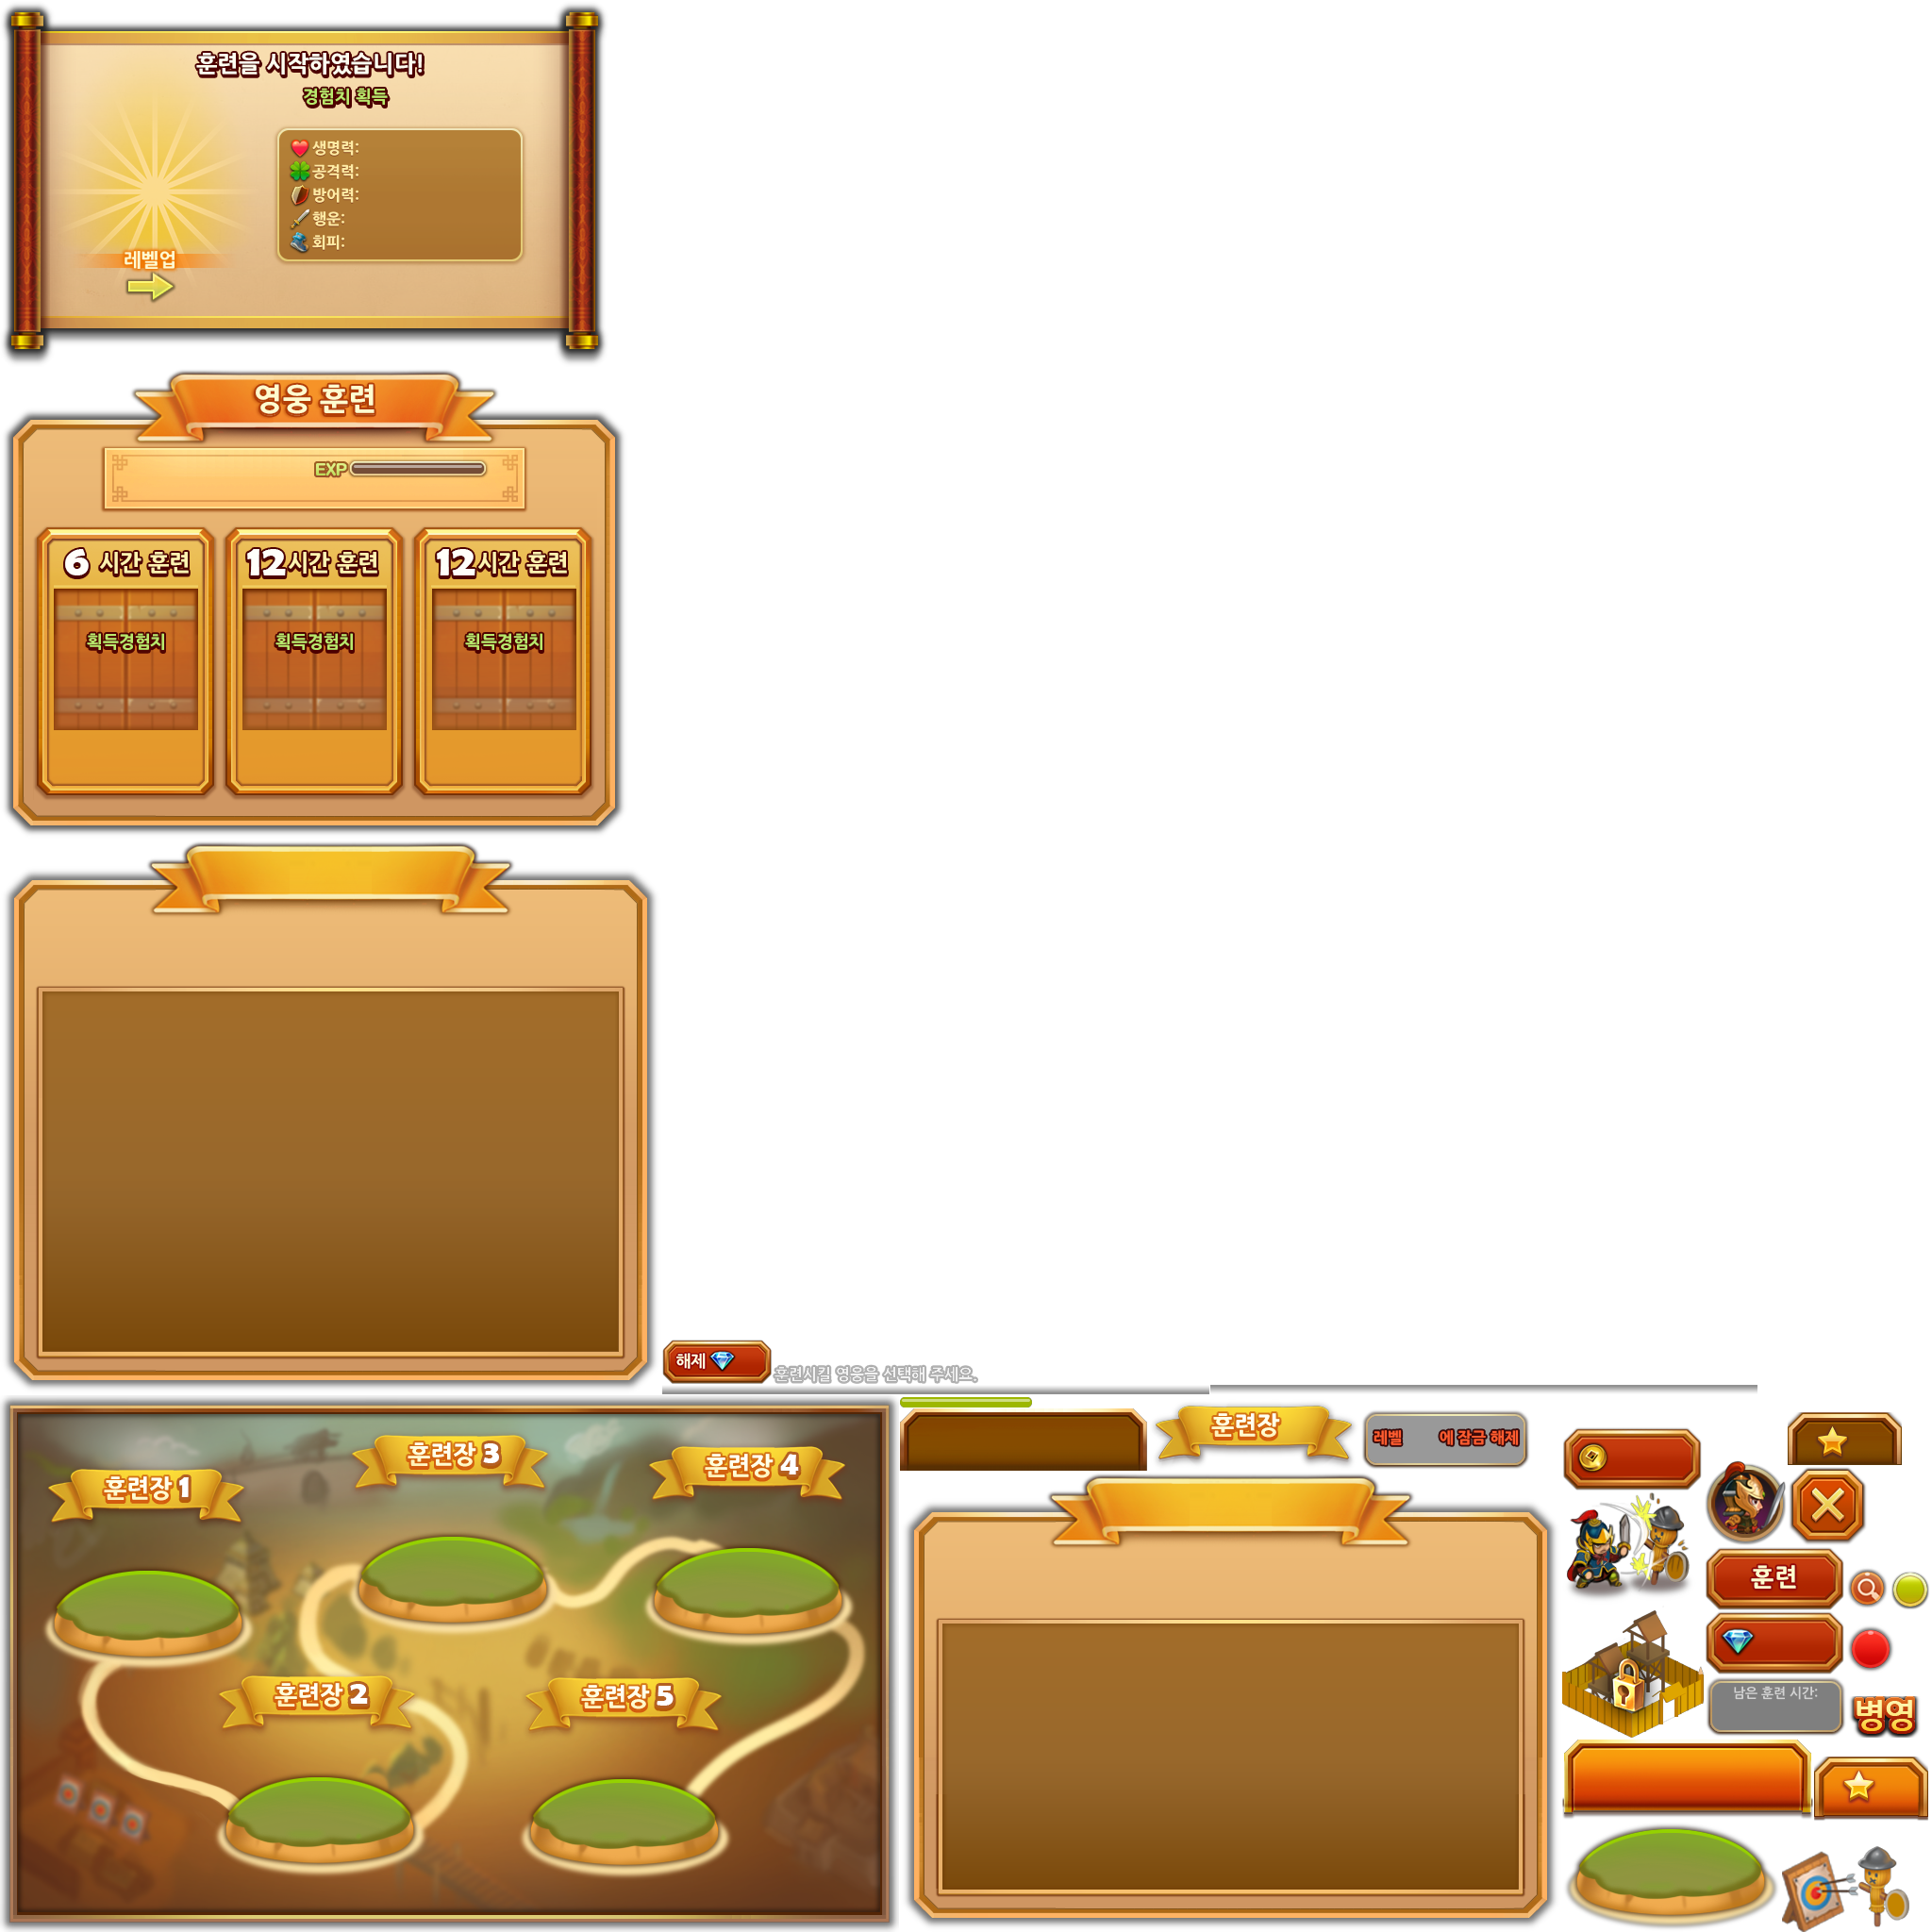 훈련을 시작하였습니다!
경험치 획득
생명력:
공격력:
방어력:
행운:
회피:
레벨업
영웅 훈련
EXP
6 시간 훈련
12시간 훈련
12시간 훈련
획득경험치
획득경험치
획득경험치
해제
훈련시킬 영웅을 선택해 주세요.
훈련장 1
훈련장 3
훈련장 4
훈련장 2
훈련장 5
훈련장
레벨 에 잠금 해제
훈련
남은 훈련 시간:
병영